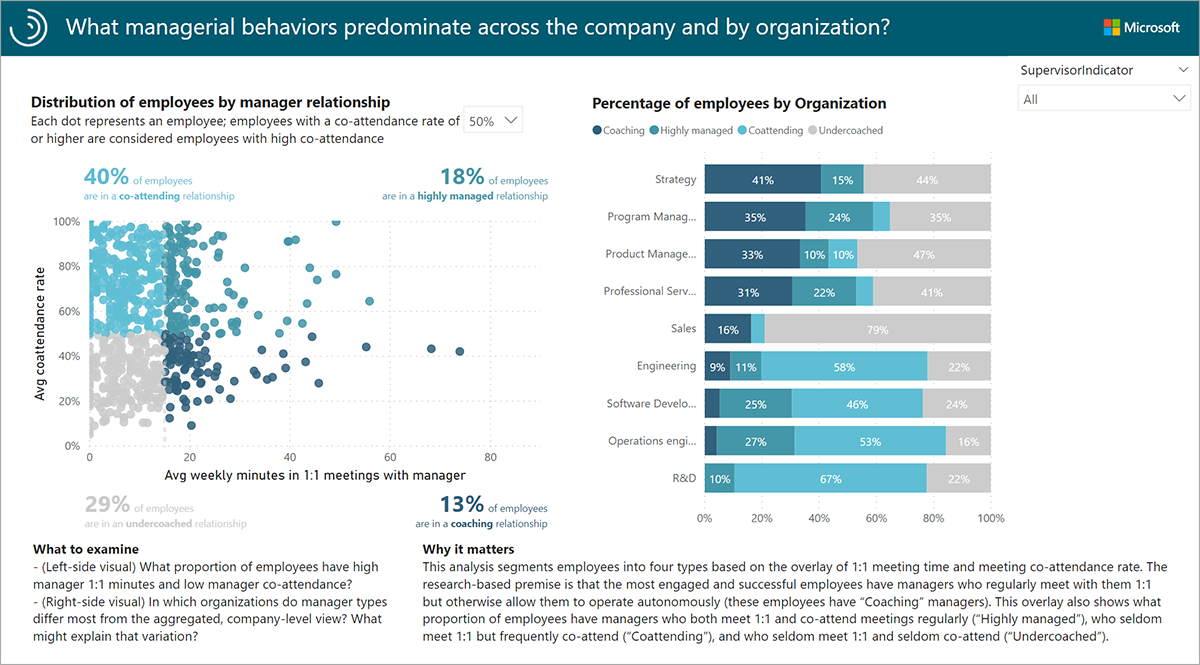 What managerial behaviors predominate across the company and by organization?
Microsoft
SupervisorIndicator
All
Distribution of employees by manager relationship
Each dot represents an employee; employees with a co-attendance rate of 50%
or higher are considered employees with high co-attendance
40% of employees
are in a co-attending relationship
18% of employees
are in a highly managed relationship
Avg coattendance rate
100%
80%
60%
40%
20%
0%
0 20 40 60 80
Avg weekly minutes in 1:1 meetings with manager
29% of employees
are in an undercoached relationship
13% of employees
are in a coaching relationship
Percentage of employees by Organization
Coaching Highly managed Coattending Undercoached
Strategy 41% 15% 44%
Program Manag... 35% 24% 35%
Product Manage... 33% 10% 10% 47%
Professional Serv... 31% 22% 41%
Sales 16% 79%
Engineering 9% 11% 58% 22%
Software Develo... 25% 46% 24%
Operations engi... 27% 53% 16%
R&D 10% 67% 22%
0% 20% 40% 60% 80% 100%
What to examine
- (Left-side visual) What proportion of employees have high
manager 1:1 minutes and low manager co-attendance?
- (Right-side visual) In which organizations do manager types
differ most from the aggregated, company-level view? What
might explain that variation?
Why it matters
This analysis segments employees into four types based on the overlay of 1:1 meeting time and meeting co-attendance rate. The
research-based premise is that the most engaged and successful employees have managers who regularly meet with them 1:1
but otherwise allow them to operate autonomously (these employees have “Coaching” managers). This overlay also shows what
proportion of employees have managers who both meet 1:1 and co-attend meetings regularly (“Highly managed”), who seldom
meet 1:1 but frequently co-attend (“Coattending”), and who seldom meet 1:1 and seldom co-attend (“Undercoached”).